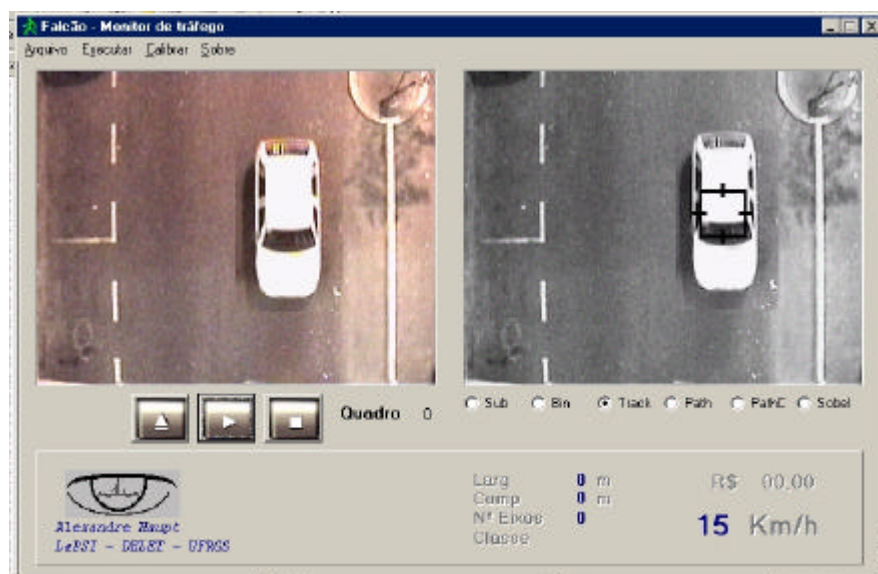 Falcão - Monitor de tráfego
Arquivo Executar Calibrar Sobre
Quadro 0
Sub Bin Track Path PathC Sobel
Larg 0 m
Comp 0 m
Nº Eixos 0
Classe
R$ 00,00
15 Km/h
Alexandre Haupt
LaPSI - DELET - UFRGS